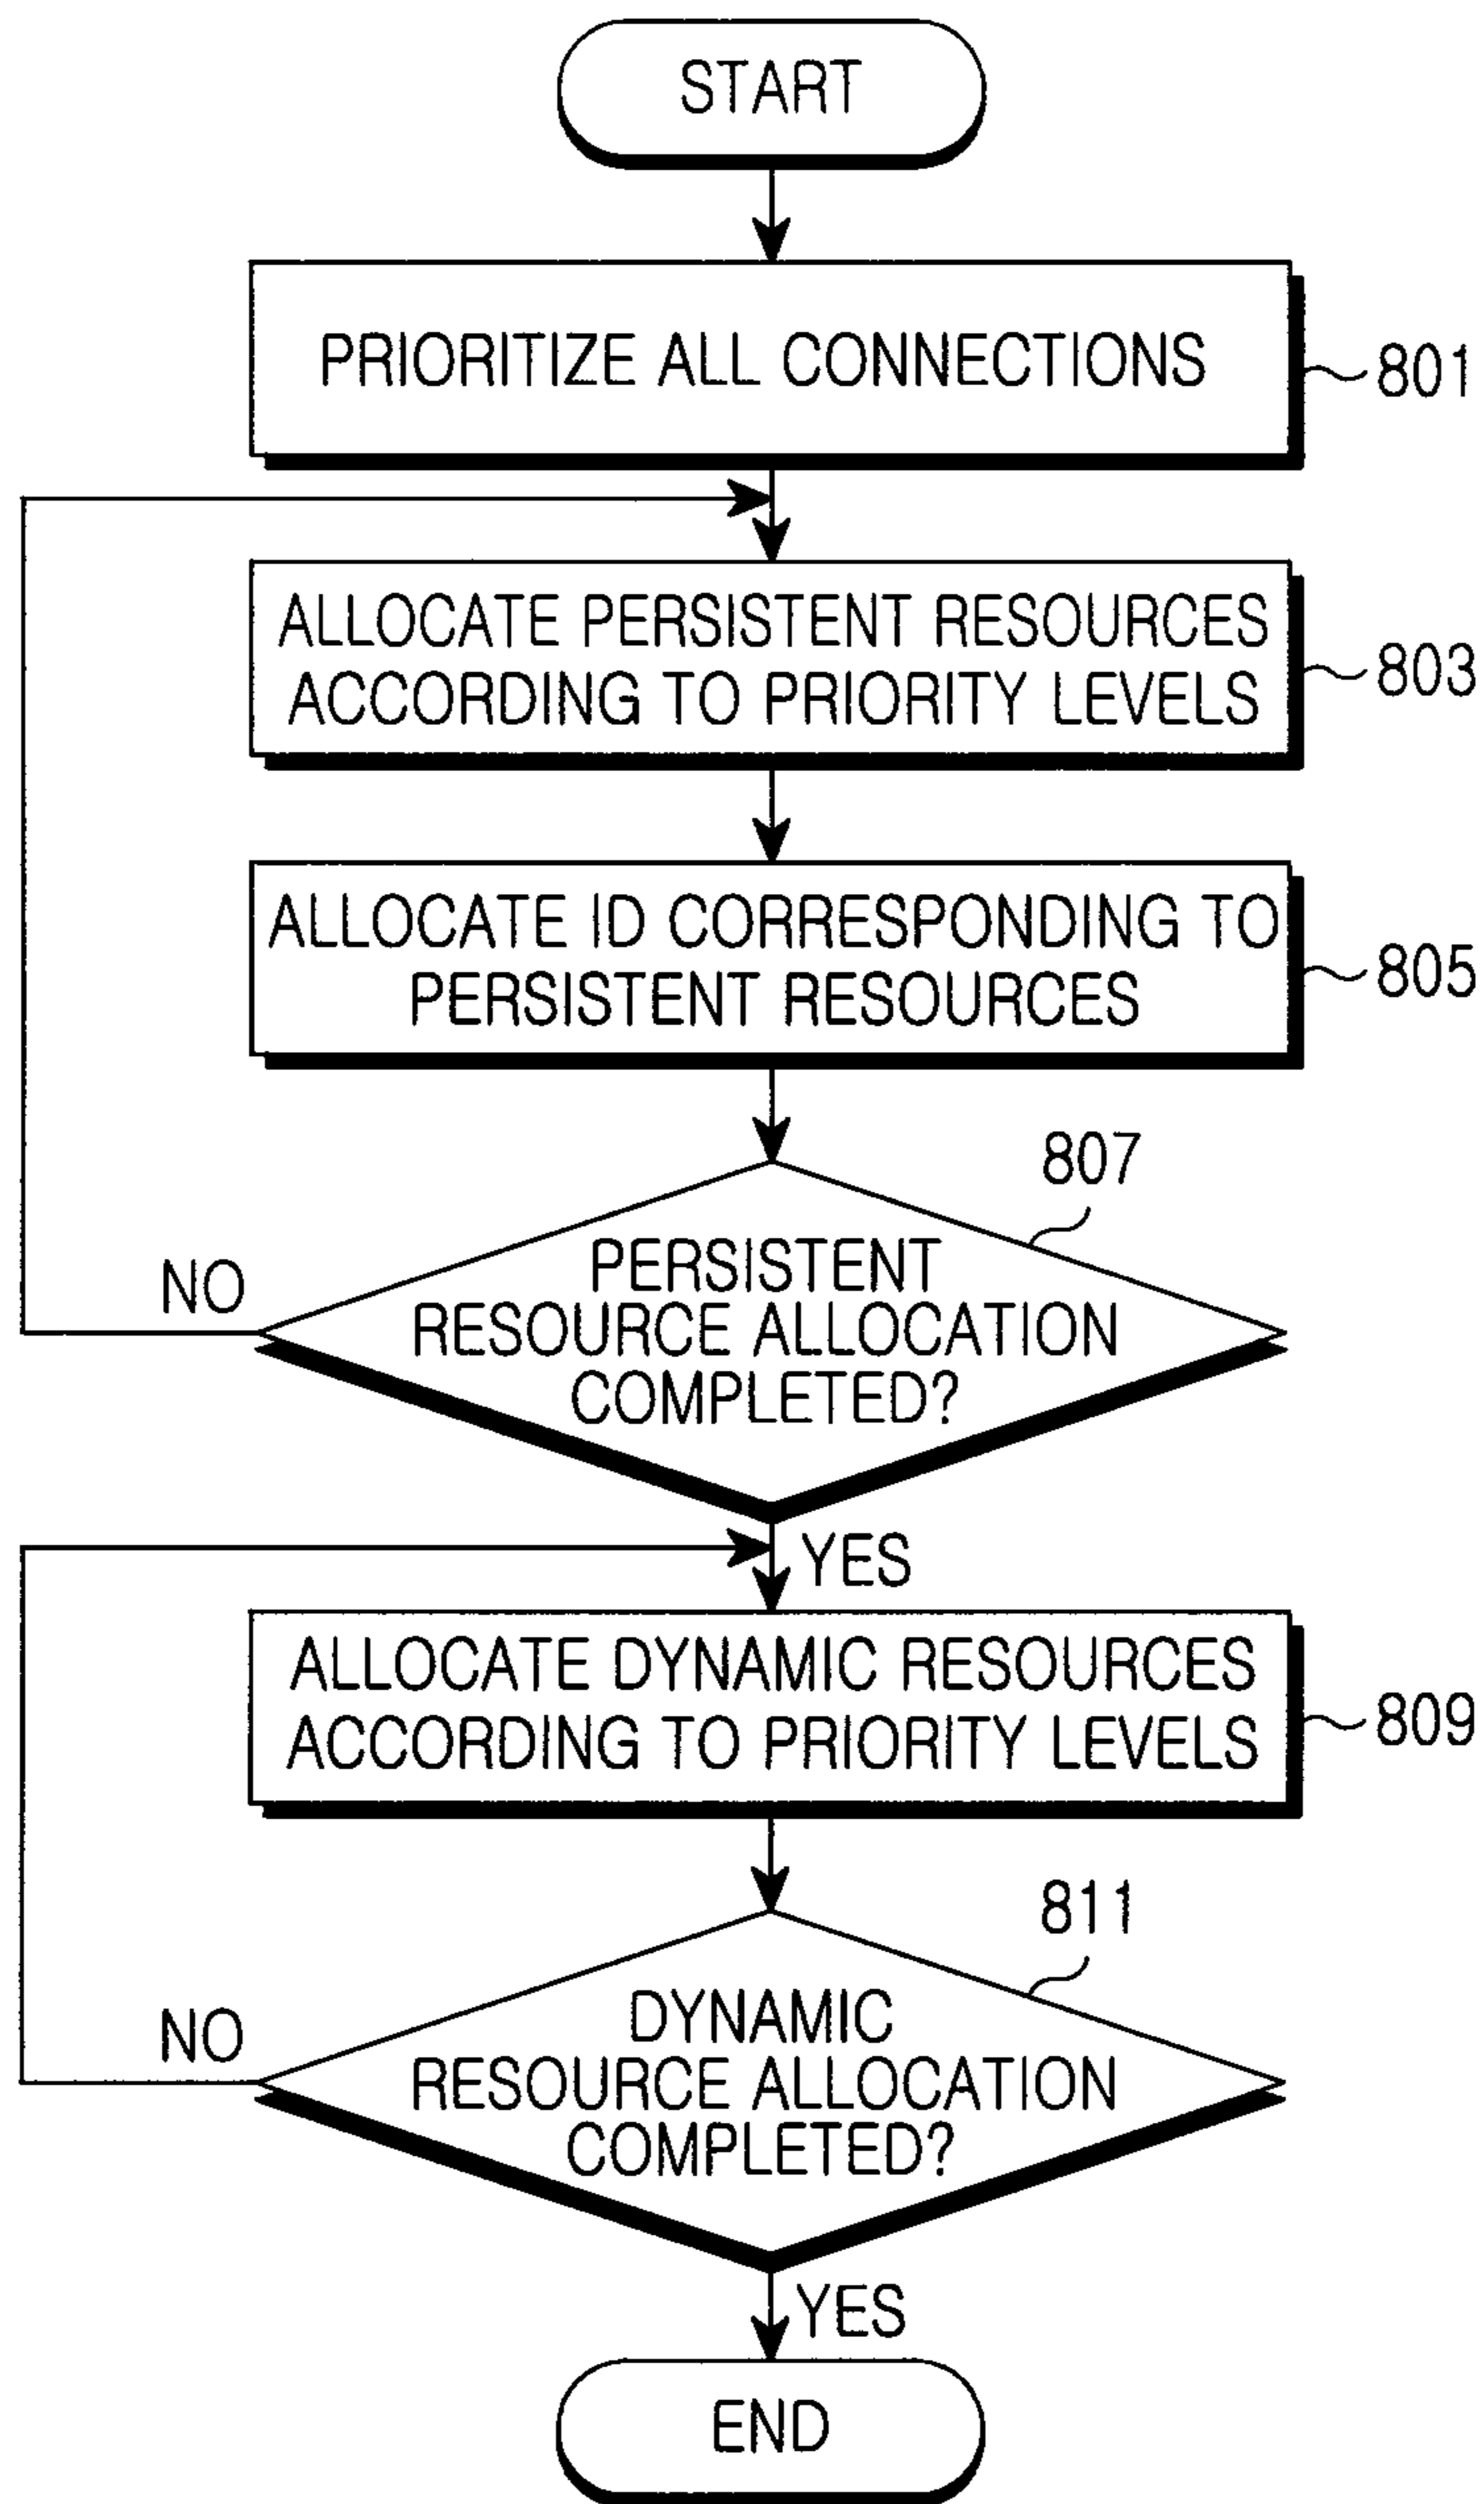 START
PRIORITIZE ALL CONNECTIONS
801
ALLOCATE PERSISTENT RESOURCES
ACCORDING TO PRIORITY LEVELS
803
ALLOCATE ID CORRESPONDING TO
PERSISTENT RESOURCES
805
807
PERSISTENT
RESOURCE ALLOCATION
COMPLETED?
NO
YES
ALLOCATE DYNAMIC RESOURCES
ACCORDING TO PRIORITY LEVELS
809
811
DYNAMIC
RESOURCE ALLOCATION
COMPLETED?
NO
YES
END